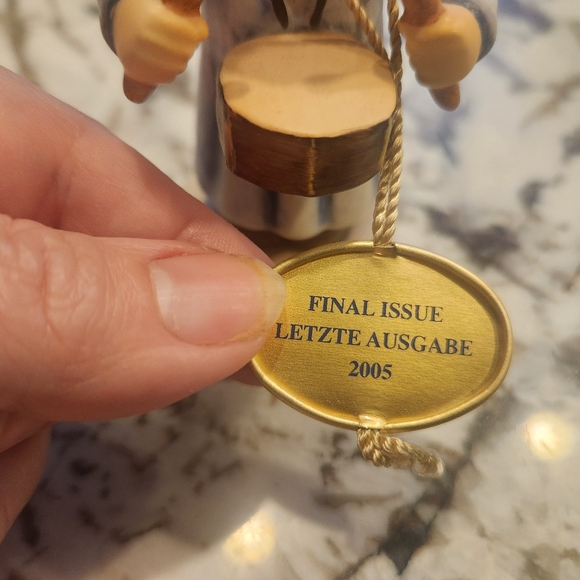 FINAL ISSUE
LETZTE AUSGABE
2005